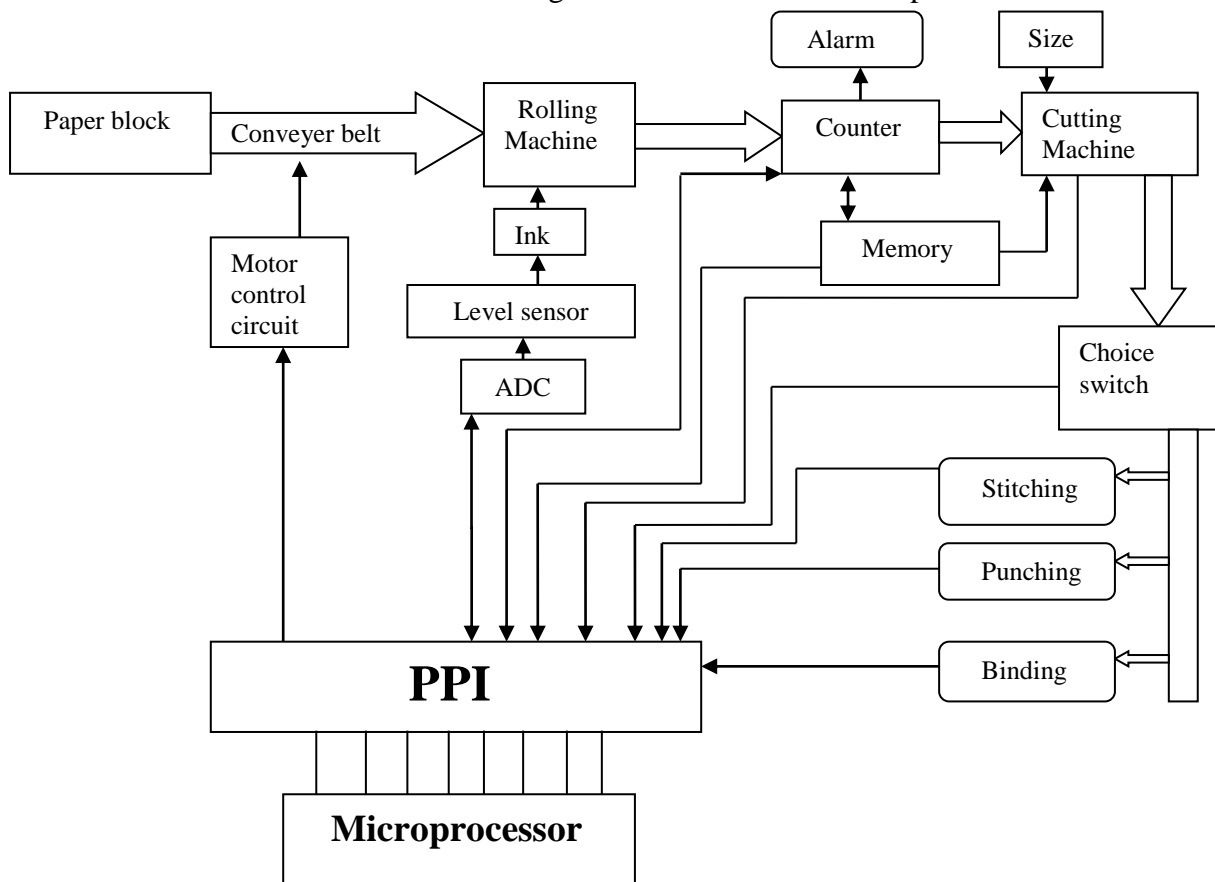 Alarm
Size
Paper block
Conveyer belt
Rolling
Machine
Counter
Cutting
Machine
Ink
Memory
Motor
control
circuit
Level sensor
ADC
Choice
switch
Stitching
Punching
Binding
PPI
Microprocessor